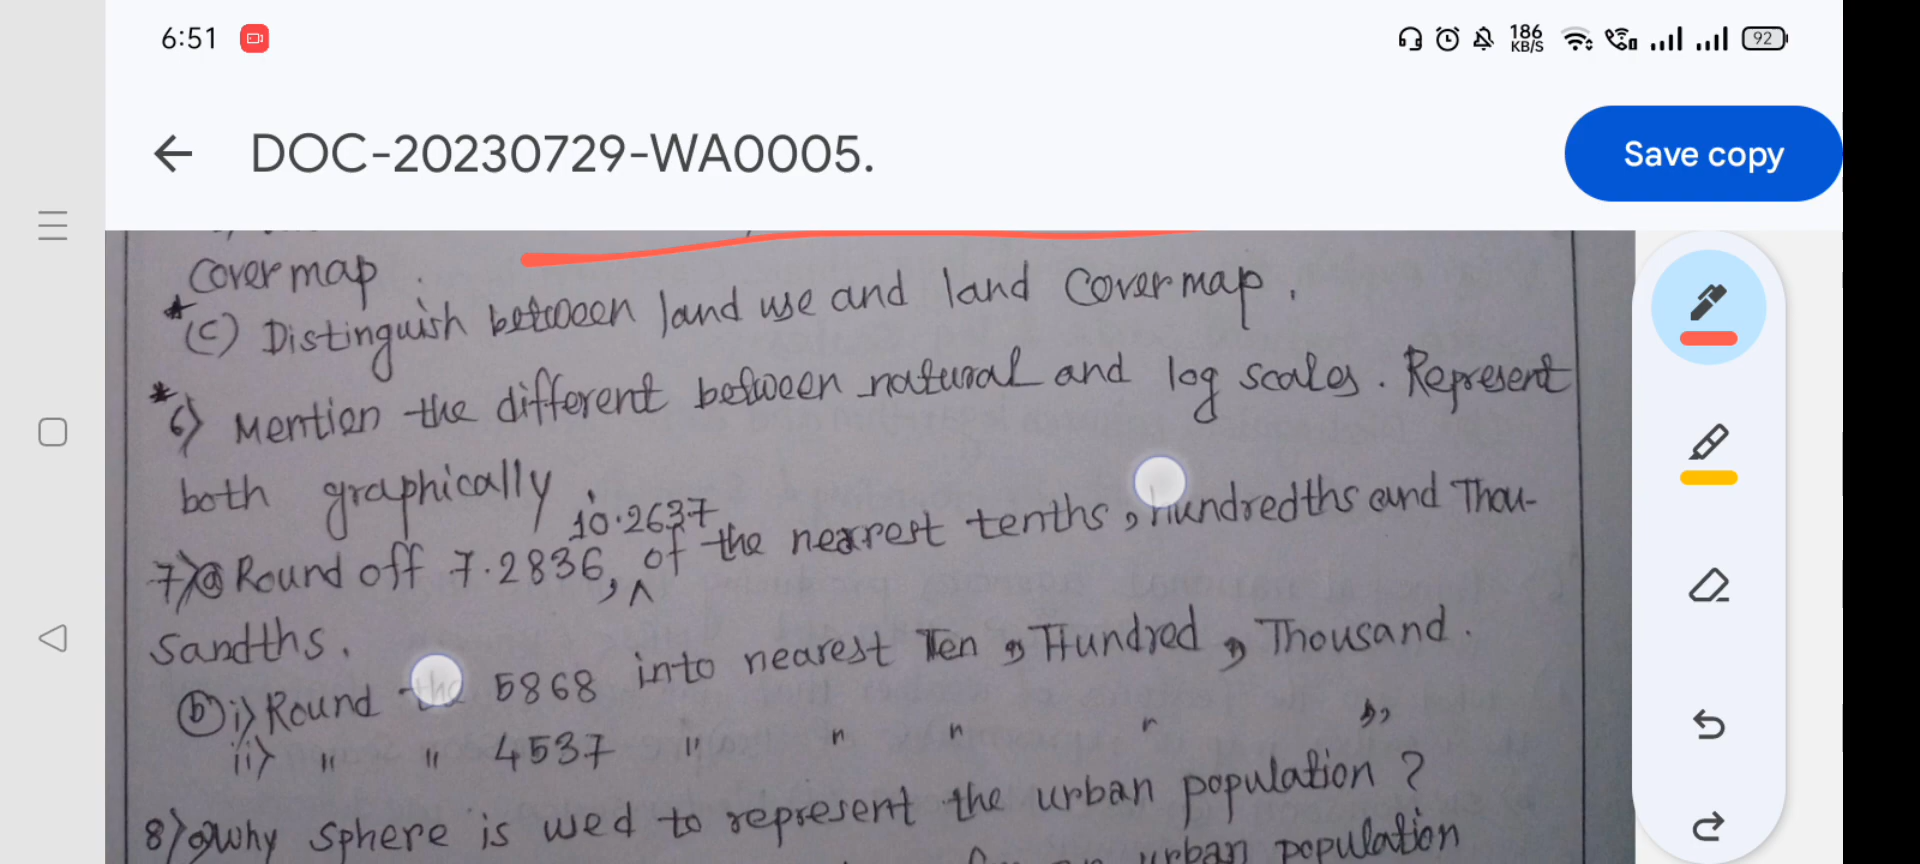 6:51
186
KB/S
92
DOC-20230729-WA0005.
Save copy
Cover map
* (C) Distinguish between land use and land Cover map.
* 6) Mention the different between natural and log scales. Represent
both graphically
10.2637
7) (a) Round off 7.2836, ^ of the nearest tenths, hundredths and Thou-
sandths.
(b) i) Round the 5868 into nearest Ten, Hundred, Thousand.
ii) " " 4537 " " " " "
8) a) Why sphere is used to represent the urban population ?
urban population